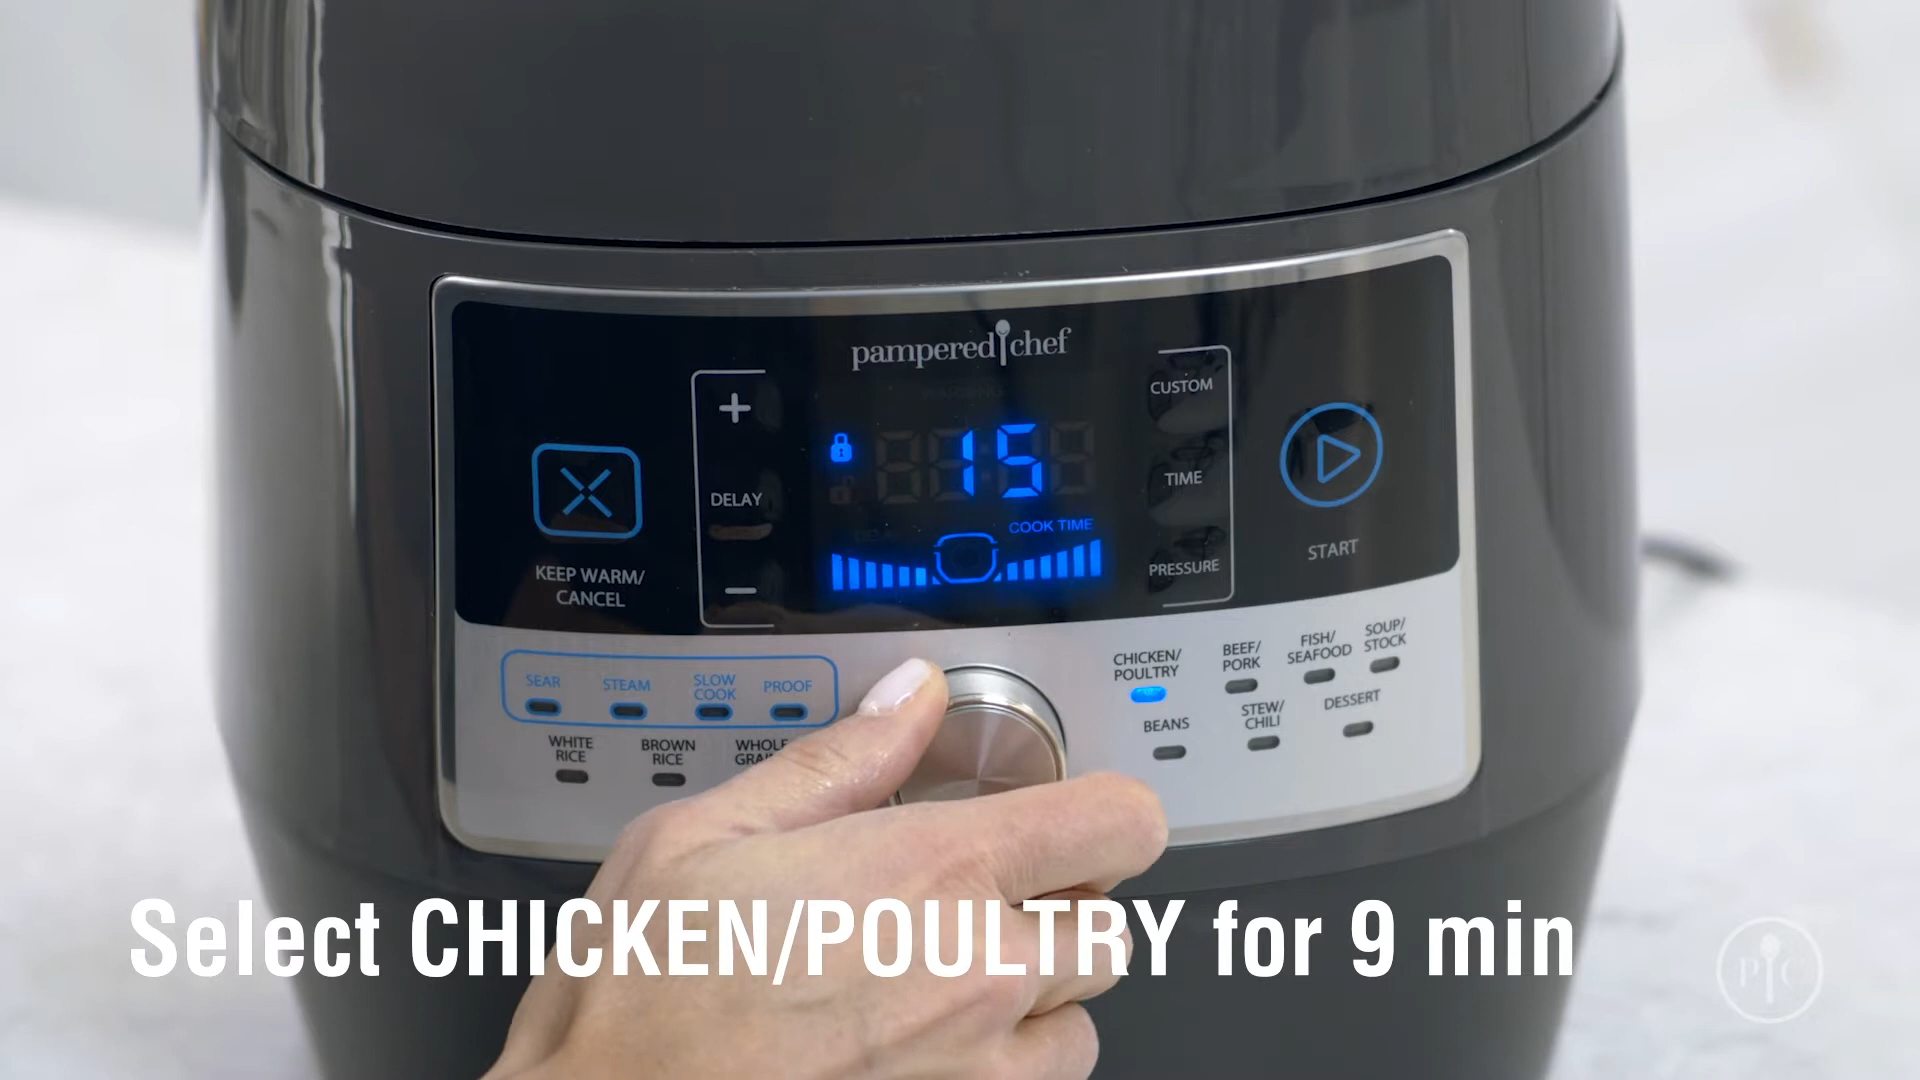 pampered chef
+
DELAY
−
KEEP WARM/
CANCEL
15
COOK TIME
CUSTOM
TIME
PRESSURE
START
SEAR
STEAM
SLOW
COOK
PROOF
WHITE
RICE
BROWN
RICE
WHOLE
CHICKEN/
POULTRY
BEEF/
PORK
FISH/
SEAFOOD
SOUP/
STOCK
BEANS
STEW/
CHILI
DESSERT
Select CHICKEN/POULTRY for 9 min
P C